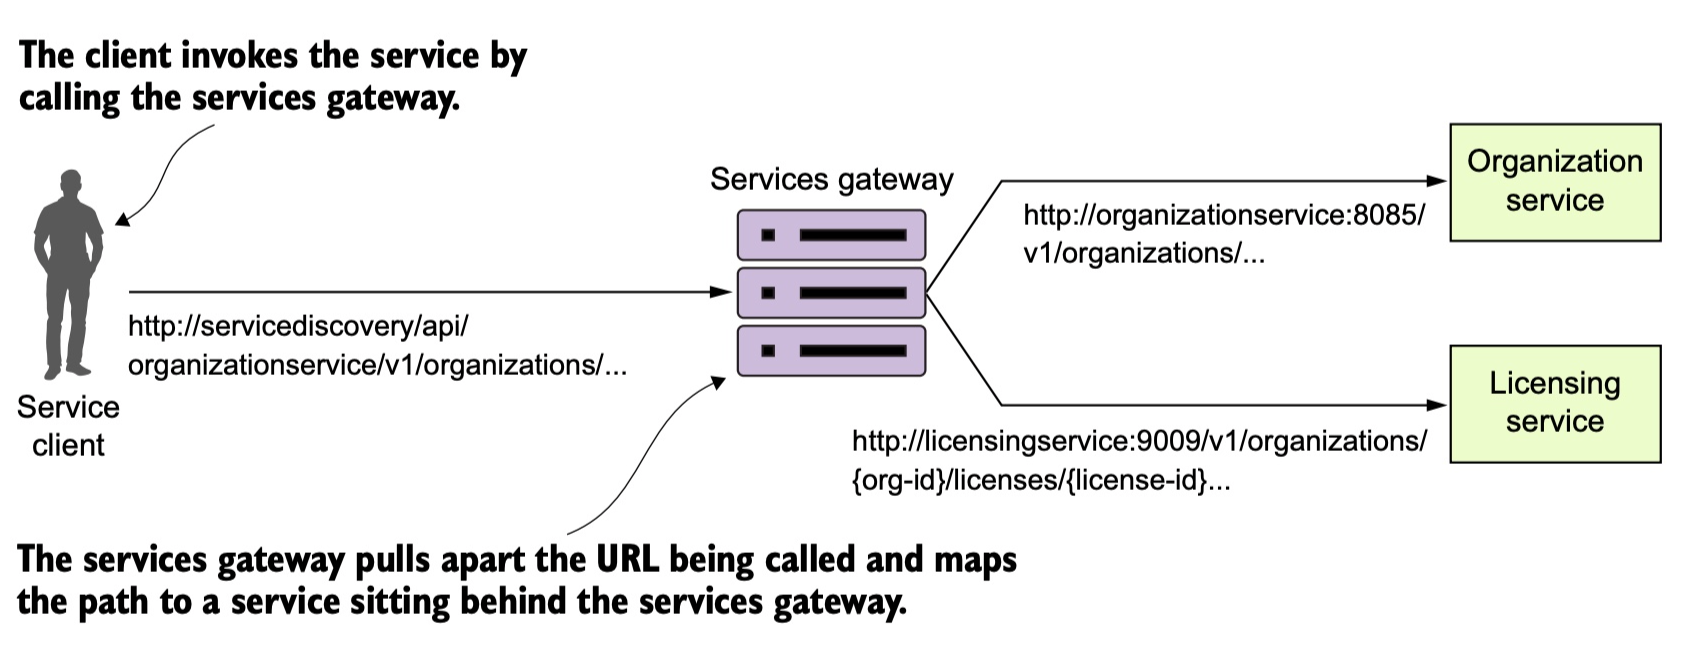 The client invokes the service by
calling the services gateway.
Services gateway
Organization
service
http://organizationservice:8085/
v1/organizations/...
http://servicediscovery/api/
organizationservice/v1/organizations/...
Service
client
Licensing
service
http://licensingservice:9009/v1/organizations/
{org-id}/licenses/{license-id}...
The services gateway pulls apart the URL being called and maps
the path to a service sitting behind the services gateway.